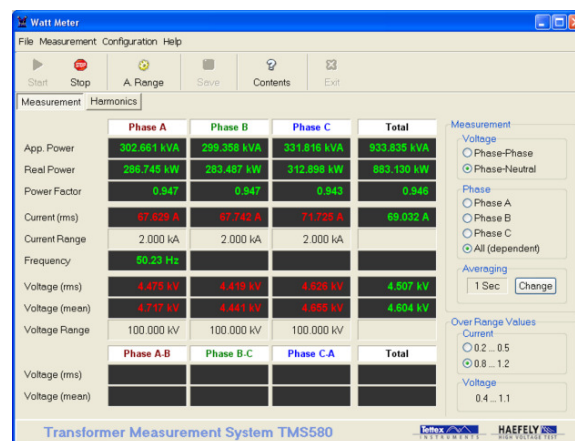 Watt Meter
File Measurement Configuration Help
Start Stop A. Range Save Contents Exit
Measurement Harmonics
Phase A Phase B Phase C Total
App. Power 302.661 kVA 299.358 kVA 331.816 kVA 933.835 kVA
Real Power 286.745 kW 283.487 kW 312.898 kW 883.130 kW
Power Factor 0.947 0.947 0.943 0.946
Current (rms) 67.629 A 67.742 A 71.725 A 69.032 A
Current Range 2.000 kA 2.000 kA 2.000 kA
Frequency 50.23 Hz
Voltage (rms) 4.475 kV 4.419 kV 4.626 kV 4.507 kV
Voltage (mean) 4.717 kV 4.441 kV 4.655 kV 4.604 kV
Voltage Range 100.000 kV 100.000 kV 100.000 kV
Phase A-B Phase B-C Phase C-A Total
Voltage (rms)
Voltage (mean)
Measurement
Voltage
Phase-Phase
Phase-Neutral
Phase
Phase A
Phase B
Phase C
All (dependent)
Averaging
1 Sec Change
Over Range Values
Current
0.2 ... 0.5
0.8 ... 1.2
Voltage
0.4 ... 1.1
Transformer Measurement System TMS580
Tettex
INSTRUMENTS
HAEFELY
HIGH VOLTAGE TEST